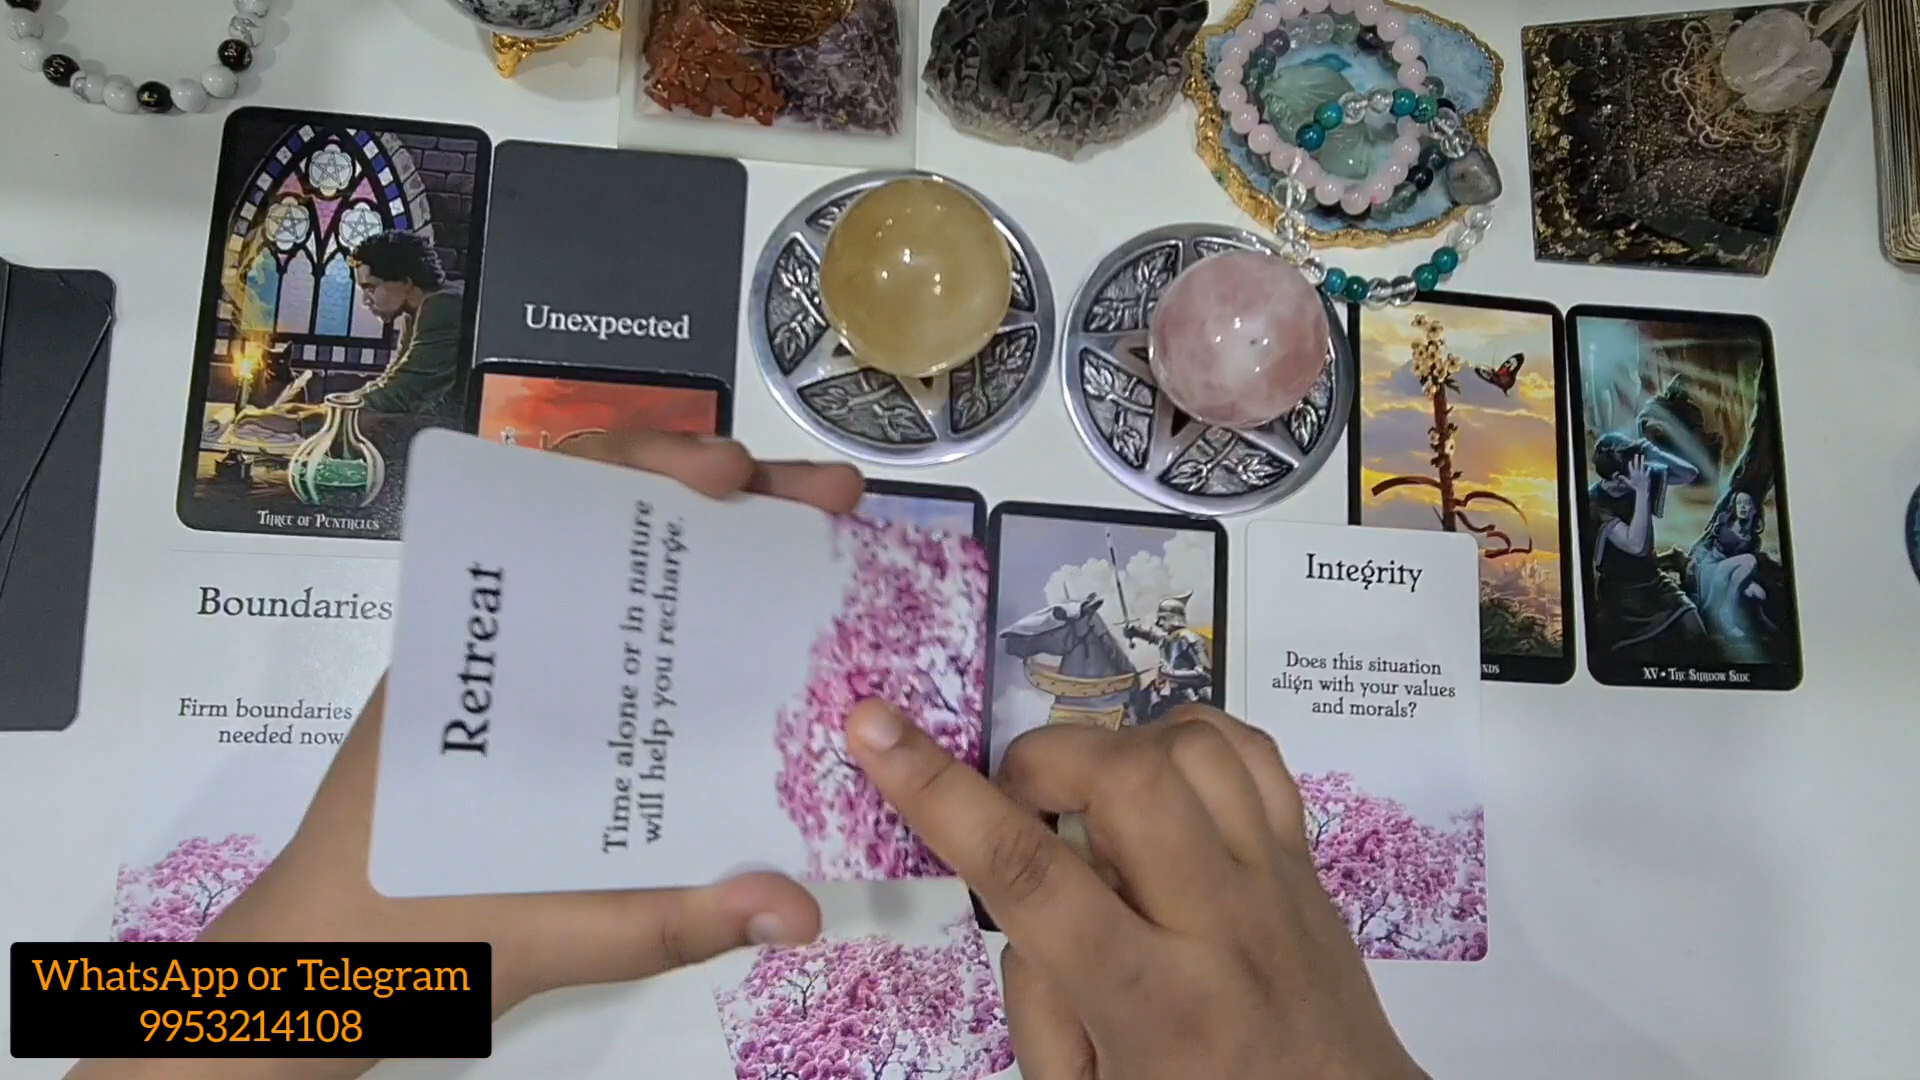 Unexpected
THREE OF PENTACLES
Boundaries
Firm boundaries
needed now
Retreat
Time alone or in nature
will help you recharge.
Integrity
Does this situation
align with your values
and morals?
NDS
XV • THE SHADOW SIDE
WhatsApp or Telegram
9953214108